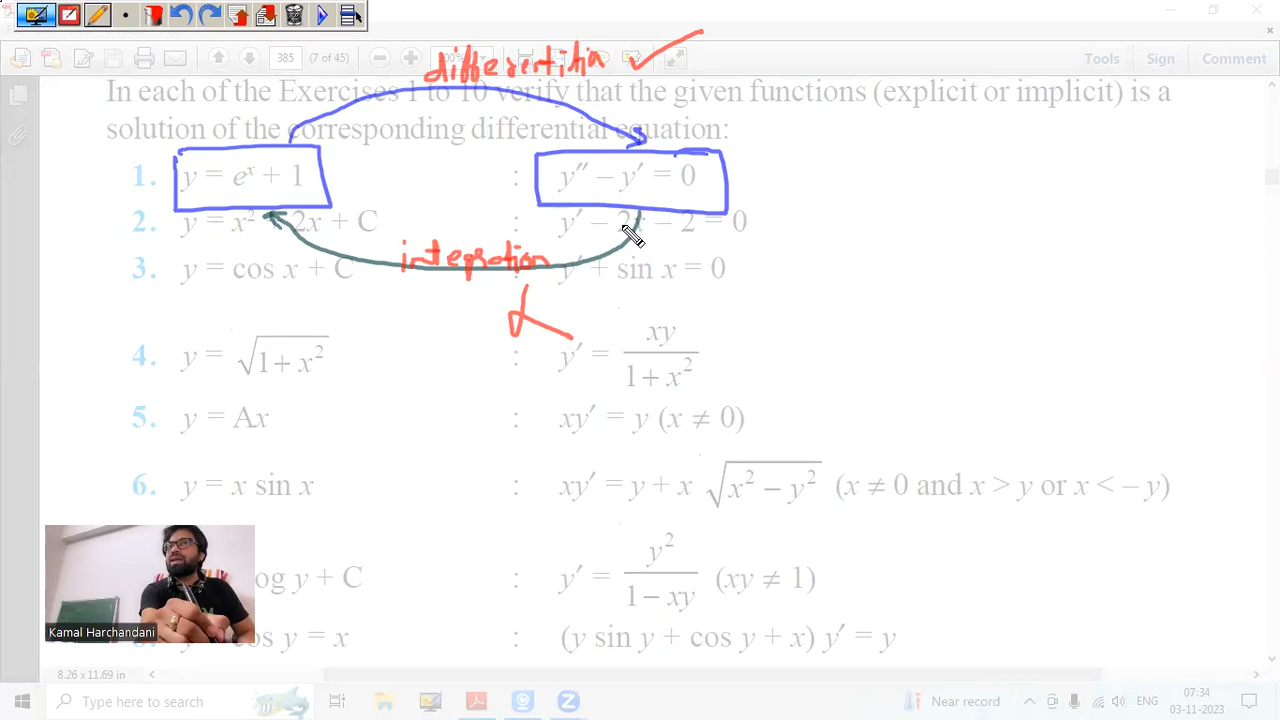 385 (7 of 45) 200% Tools Sign Comment
differentitia
In each of the Exercises 1 to 10 verify that the given functions (explicit or implicit) is a
solution of the corresponding differential equation:
1. y = eˣ + 1 : y″ – y′ = 0
2. y = x² 2x + C : y′ – 2x – 2 = 0
integration
3. y = cos x + C : y′ + sin x = 0
4. y = √(1 + x²) : y′ = xy/(1 + x²)
5. y = Ax : xy′ = y (x ≠ 0)
6. y = x sin x : xy′ = y + x √(x² – y²) (x ≠ 0 and x > y or x < – y)
og y + C : y′ = y²/(1 – xy) (xy ≠ 1)
os y = x : (y sin y + cos y + x) y′ = y
Kamal Harchandani
8.26 x 11.69 in
Type here to search Near record ENG 07:34
03-11-2023